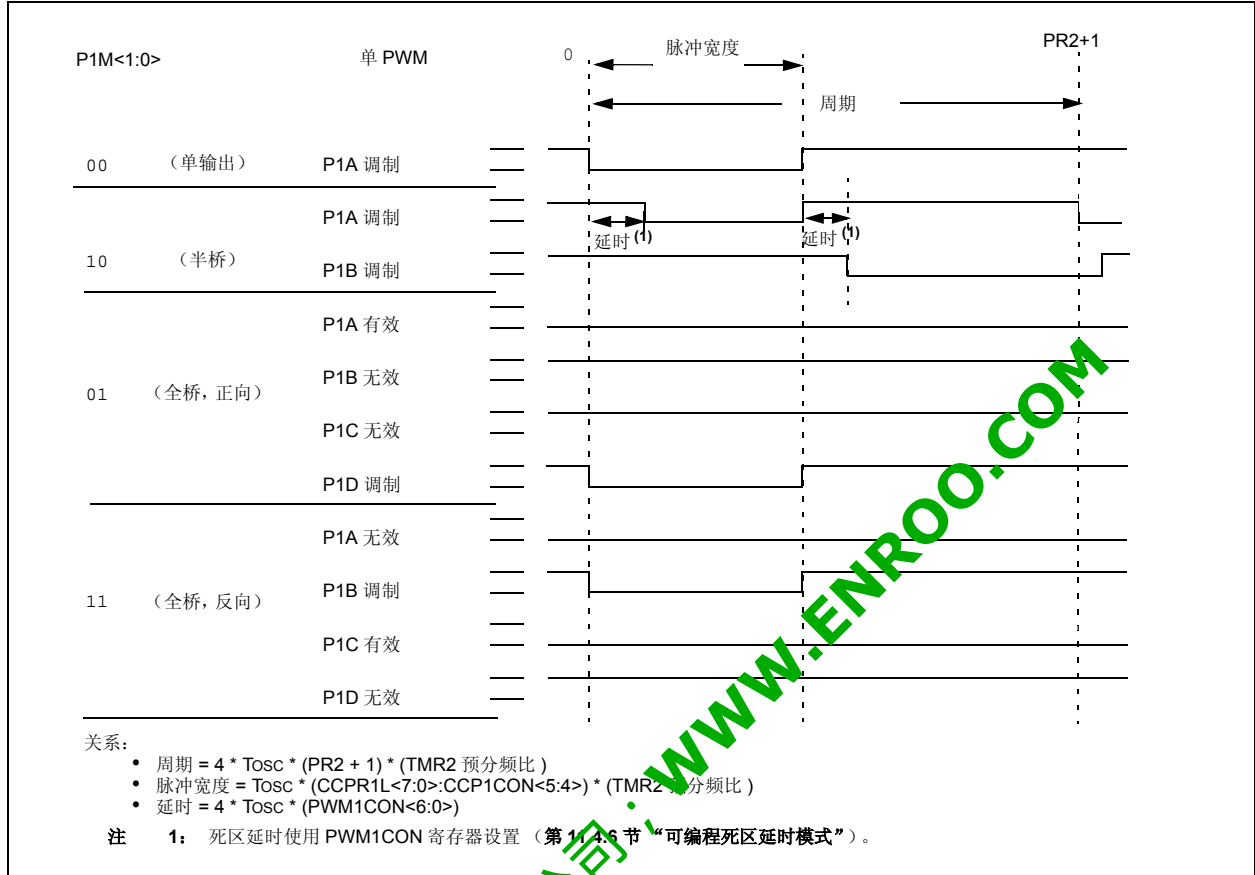 P1M<1:0> 单 PWM 0 脉冲宽度 PR2+1
周期
00 （单输出） P1A 调制
P1A 调制
延时(1) 延时(1)
10 （半桥） P1B 调制
P1A 有效
P1B 无效
01 （全桥，正向）
P1C 无效
P1D 调制
P1A 无效
P1B 调制
11 （全桥，反向）
P1C 有效
P1D 无效
关系：
• 周期 = 4 * TOSC * (PR2 + 1) * (TMR2 预分频比 )
• 脉冲宽度 = TOSC * (CCPR1L<7:0>:CCP1CON<5:4>) * (TMR2 预分频比 )
• 延时 = 4 * TOSC * (PWM1CON<6:0>)
注 1： 死区延时使用 PWM1CON 寄存器设置 （第 11.4.6 节 “可编程死区延时模式”）。
公司；WWW.ENROO.COM